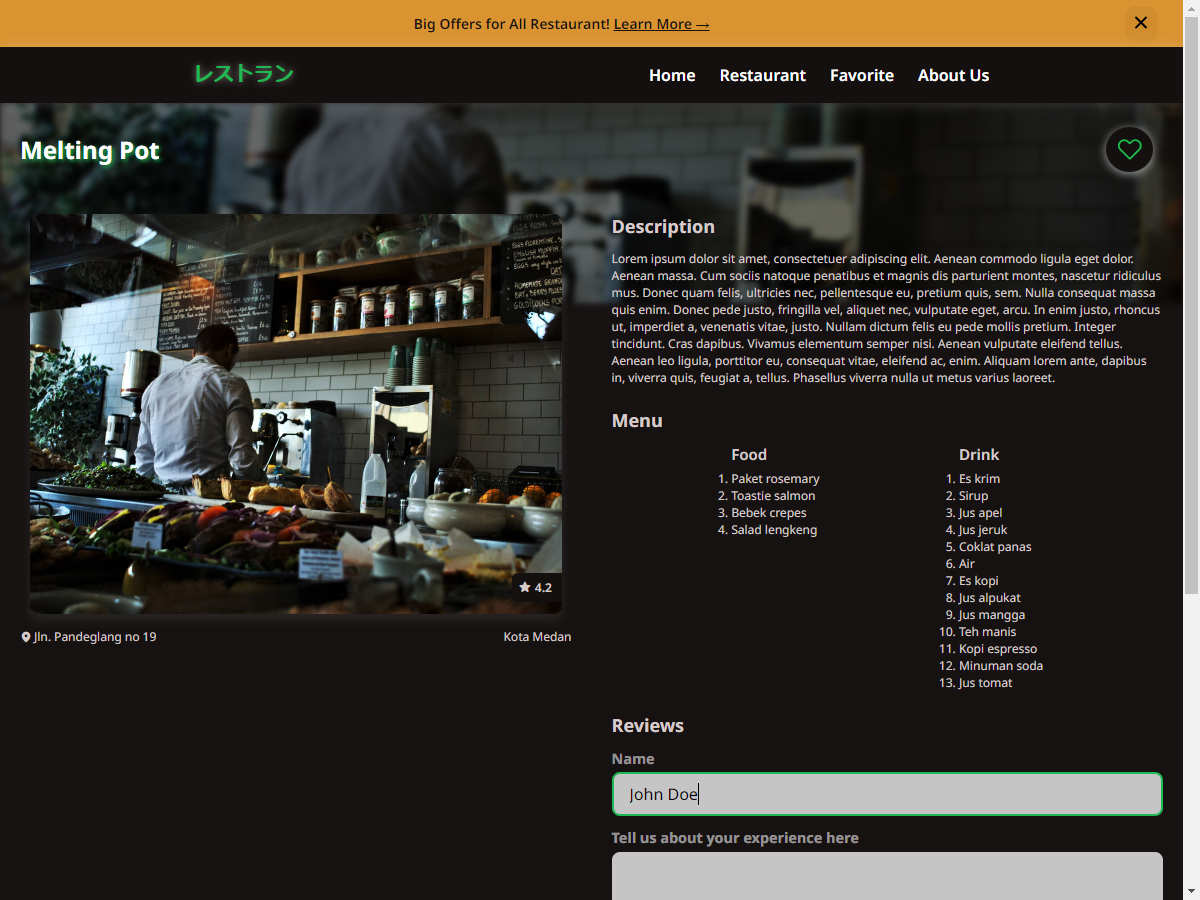 Big Offers for All Restaurant! Learn More →
レストラン
Home Restaurant Favorite About Us
Melting Pot
4.2
Jln. Pandeglang no 19
Kota Medan
Description
Lorem ipsum dolor sit amet, consectetuer adipiscing elit. Aenean commodo ligula eget dolor.
Aenean massa. Cum sociis natoque penatibus et magnis dis parturient montes, nascetur ridiculus
mus. Donec quam felis, ultricies nec, pellentesque eu, pretium quis, sem. Nulla consequat massa
quis enim. Donec pede justo, fringilla vel, aliquet nec, vulputate eget, arcu. In enim justo, rhoncus
ut, imperdiet a, venenatis vitae, justo. Nullam dictum felis eu pede mollis pretium. Integer
tincidunt. Cras dapibus. Vivamus elementum semper nisi. Aenean vulputate eleifend tellus.
Aenean leo ligula, porttitor eu, consequat vitae, eleifend ac, enim. Aliquam lorem ante, dapibus
in, viverra quis, feugiat a, tellus. Phasellus viverra nulla ut metus varius laoreet.
Menu
Food
1. Paket rosemary
2. Toastie salmon
3. Bebek crepes
4. Salad lengkeng
Drink
1. Es krim
2. Sirup
3. Jus apel
4. Jus jeruk
5. Coklat panas
6. Air
7. Es kopi
8. Jus alpukat
9. Jus mangga
10. Teh manis
11. Kopi espresso
12. Minuman soda
13. Jus tomat
Reviews
Name
John Doe
Tell us about your experience here